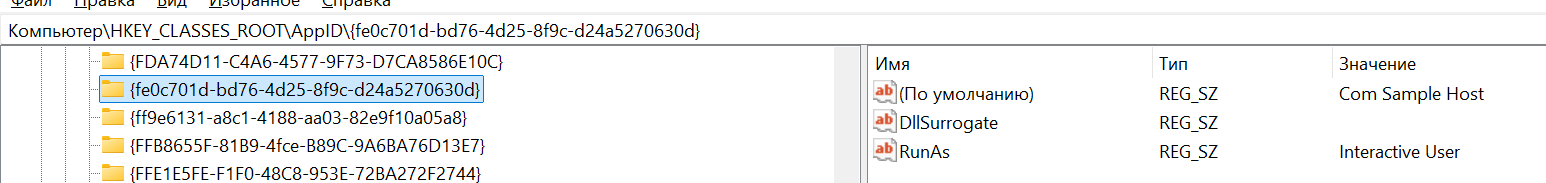 Файл Правка Вид Избранное Справка
Компьютер\HKEY_CLASSES_ROOT\AppID\{fe0c701d-bd76-4d25-8f9c-d24a5270630d}
{FDA74D11-C4A6-4577-9F73-D7CA8586E10C}
{fe0c701d-bd76-4d25-8f9c-d24a5270630d}
{ff9e6131-a8c1-4188-aa03-82e9f10a05a8}
{FFB8655F-81B9-4fce-B89C-9A6BA76D13E7}
{FFE1E5FE-F1F0-48C8-953E-72BA272F2744}
Имя Тип Значение
(По умолчанию) REG_SZ Com Sample Host
DllSurrogate REG_SZ
RunAs REG_SZ Interactive User